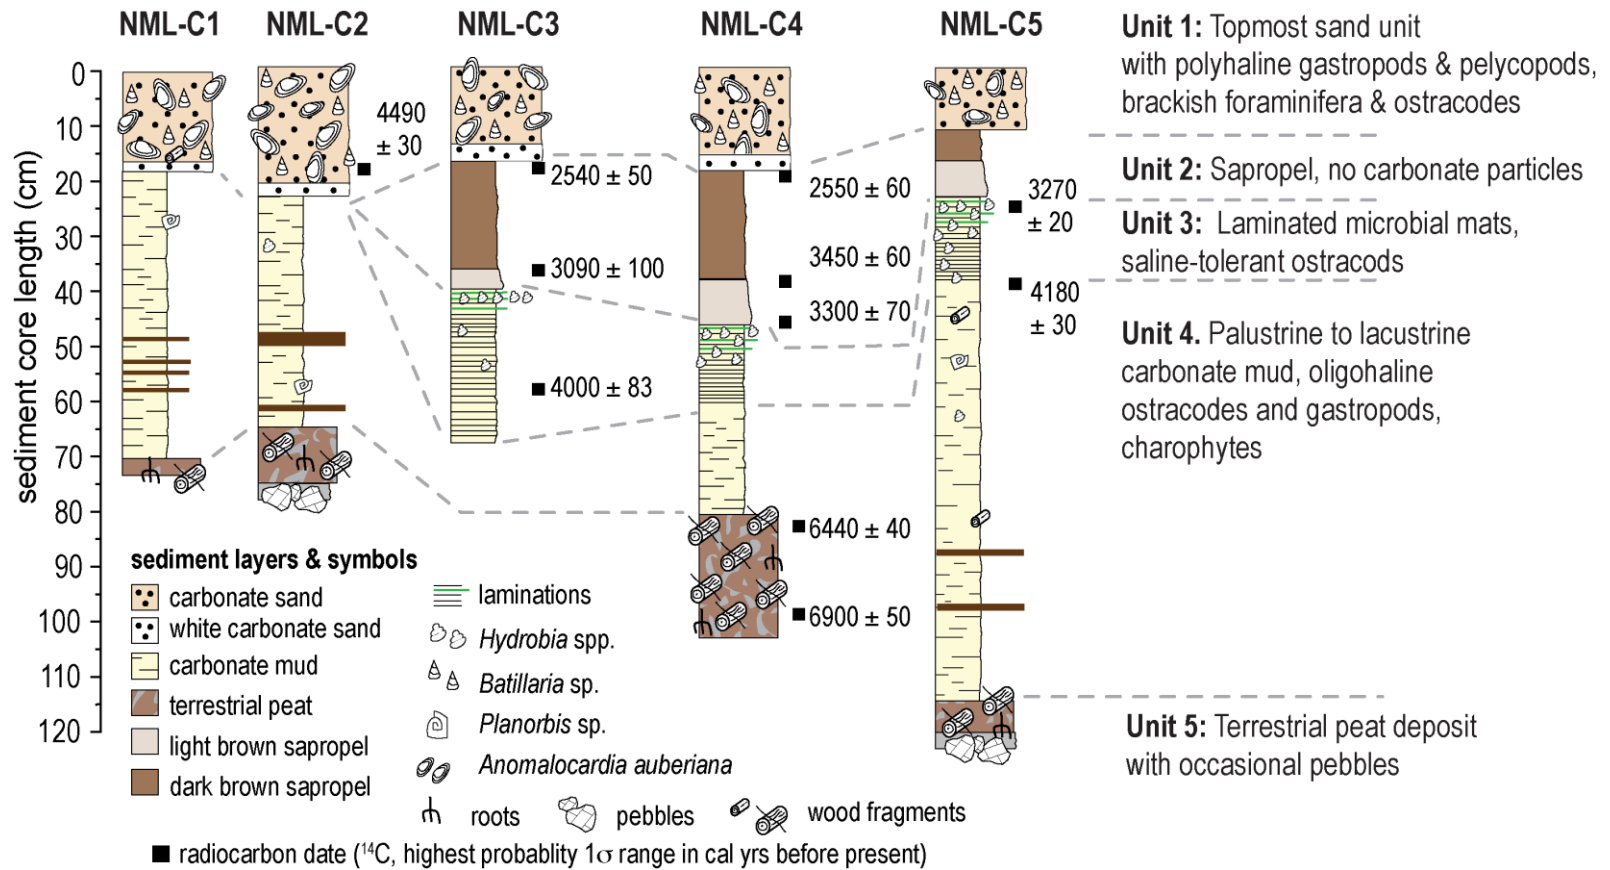 NML-C1
NML-C2
NML-C3
NML-C4
NML-C5
sediment core length (cm)
0
10
20
30
40
50
60
70
80
90
100
110
120
4490
± 30
2540 ± 50
3090 ± 100
4000 ± 83
2550 ± 60
3450 ± 60
3300 ± 70
6440 ± 40
6900 ± 50
3270
± 20
4180
± 30
Unit 1: Topmost sand unit
with polyhaline gastropods & pelycopods,
brackish foraminifera & ostracodes
Unit 2: Sapropel, no carbonate particles
Unit 3: Laminated microbial mats,
saline-tolerant ostracods
Unit 4. Palustrine to lacustrine
carbonate mud, oligohaline
ostracodes and gastropods,
charophytes
Unit 5: Terrestrial peat deposit
with occasional pebbles
sediment layers & symbols
carbonate sand
white carbonate sand
carbonate mud
terrestrial peat
light brown sapropel
dark brown sapropel
laminations
Hydrobia spp.
Batillaria sp.
Planorbis sp.
Anomalocardia auberiana
roots
pebbles
wood fragments
radiocarbon date (¹⁴C, highest probablity 1σ range in cal yrs before present)